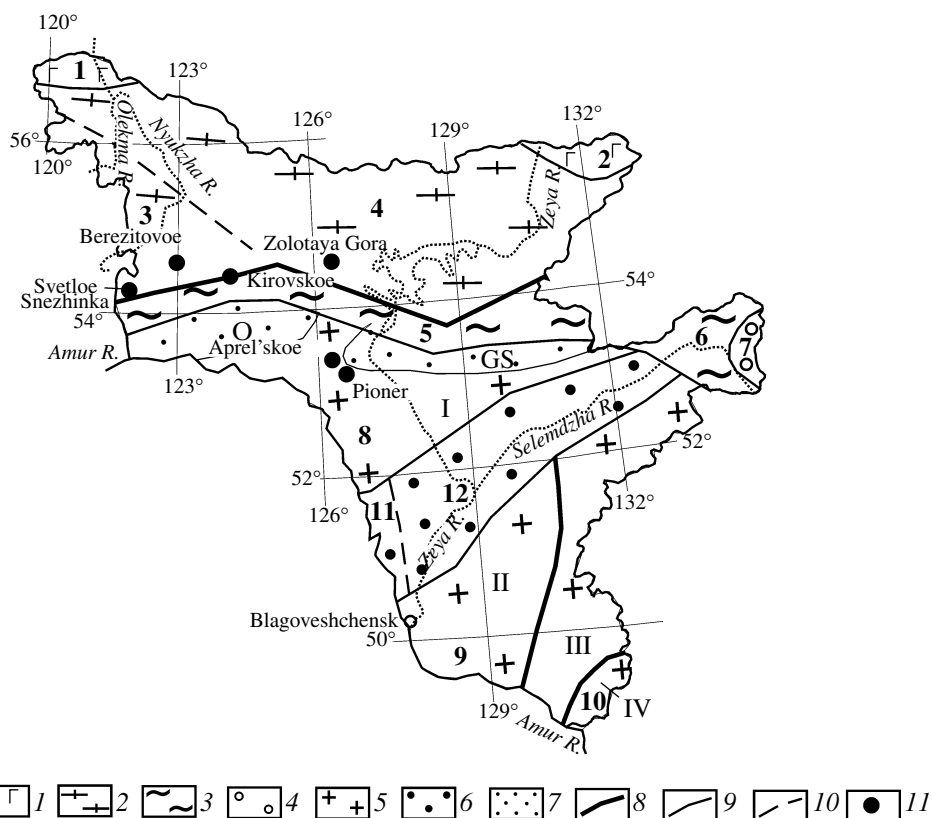 120°
1
123°
126°
129°
132°
56°
120°
Olekma R.
Nyukzha R.
Zeya R.
2
3
4
Berezitovoe
Zolotaya Gora
Kirovskoe
Svetloe
Snezhinka
54°
54°
5
6
7
O
Aprel’skoe
GS
Amur R.
123°
Pioner
I
8
Selemdzha R.
52°
52°
11
12
126°
132°
Zeya R.
II
Blagoveshchensk
50°
9
III
10
IV
129°
Amur R.
1 2 3 4 5 6 7 8 9 10 11